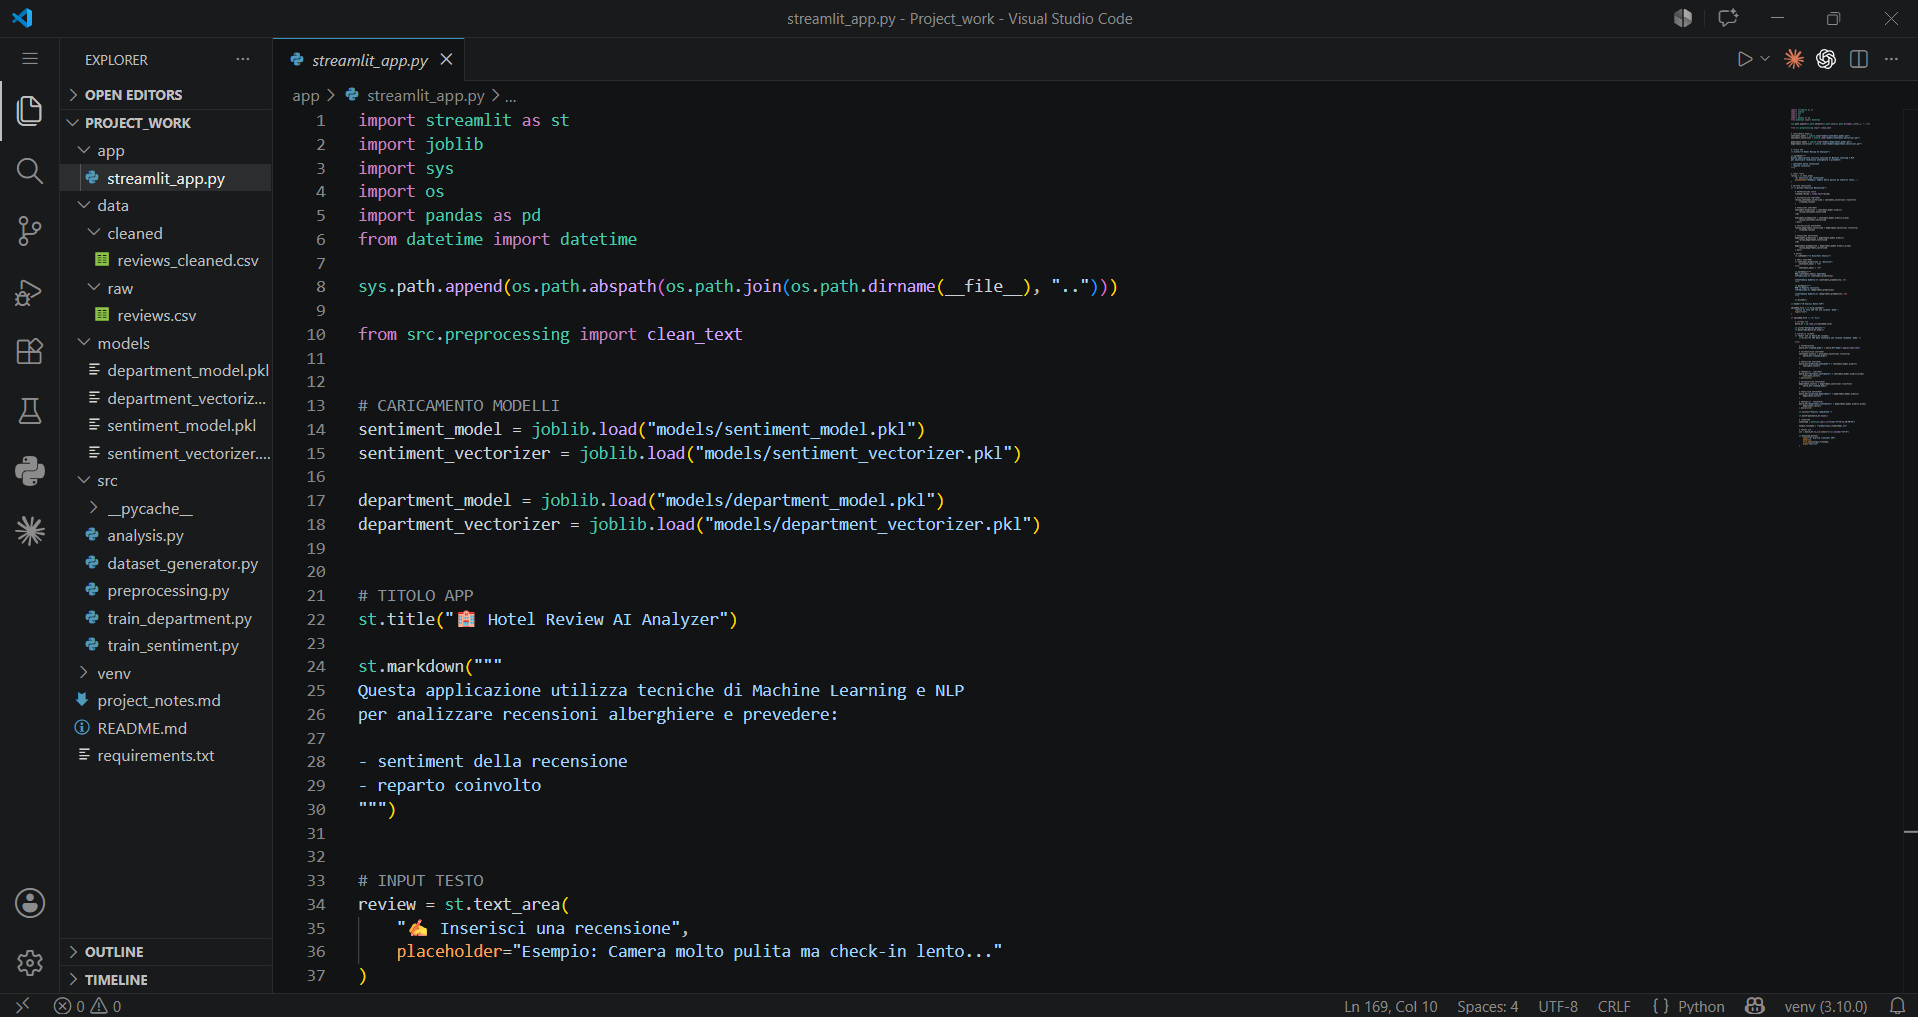 streamlit_app.py - Project_work - Visual Studio Code
EXPLORER
OPEN EDITORS
PROJECT_WORK
app
streamlit_app.py
data
cleaned
reviews_cleaned.csv
raw
reviews.csv
models
department_model.pkl
department_vectoriz...
sentiment_model.pkl
sentiment_vectorizer....
src
__pycache__
analysis.py
dataset_generator.py
preprocessing.py
train_department.py
train_sentiment.py
venv
project_notes.md
README.md
requirements.txt
OUTLINE
TIMELINE
streamlit_app.py
app > streamlit_app.py > ...
1 import streamlit as st
2 import joblib
3 import sys
4 import os
5 import pandas as pd
6 from datetime import datetime
7
8 sys.path.append(os.path.abspath(os.path.join(os.path.dirname(__file__), "..")))
9
10 from src.preprocessing import clean_text
11
12
13 # CARICAMENTO MODELLI
14 sentiment_model = joblib.load("models/sentiment_model.pkl")
15 sentiment_vectorizer = joblib.load("models/sentiment_vectorizer.pkl")
16
17 department_model = joblib.load("models/department_model.pkl")
18 department_vectorizer = joblib.load("models/department_vectorizer.pkl")
19
20
21 # TITOLO APP
22 st.title("🏨 Hotel Review AI Analyzer")
23
24 st.markdown("""
25 Questa applicazione utilizza tecniche di Machine Learning e NLP
26 per analizzare recensioni alberghiere e prevedere:
27
28 - sentiment della recensione
29 - reparto coinvolto
30 """)
31
32
33 # INPUT TESTO
34 review = st.text_area(
35     "✍️ Inserisci una recensione",
36     placeholder="Esempio: Camera molto pulita ma check-in lento..."
37 )
0 0
Ln 169, Col 10 Spaces: 4 UTF-8 CRLF { } Python venv (3.10.0)